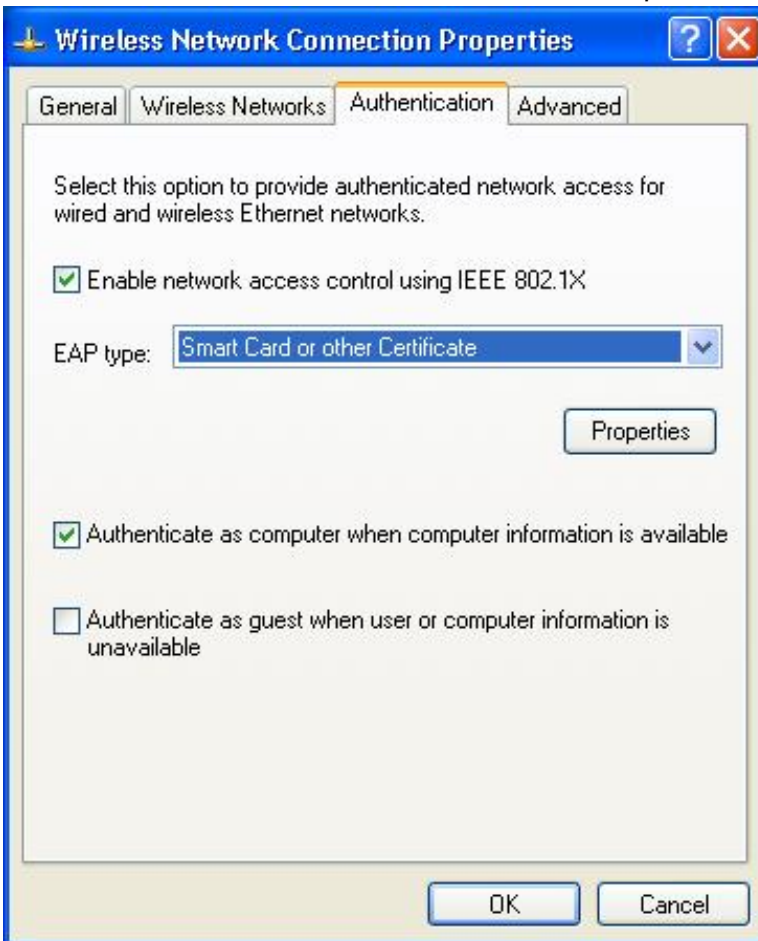 Wireless Network Connection Properties
General Wireless Networks Authentication Advanced
Select this option to provide authenticated network access for
wired and wireless Ethernet networks.
Enable network access control using IEEE 802.1X
EAP type: Smart Card or other Certificate
Properties
Authenticate as computer when computer information is available
Authenticate as guest when user or computer information is
unavailable
OK Cancel